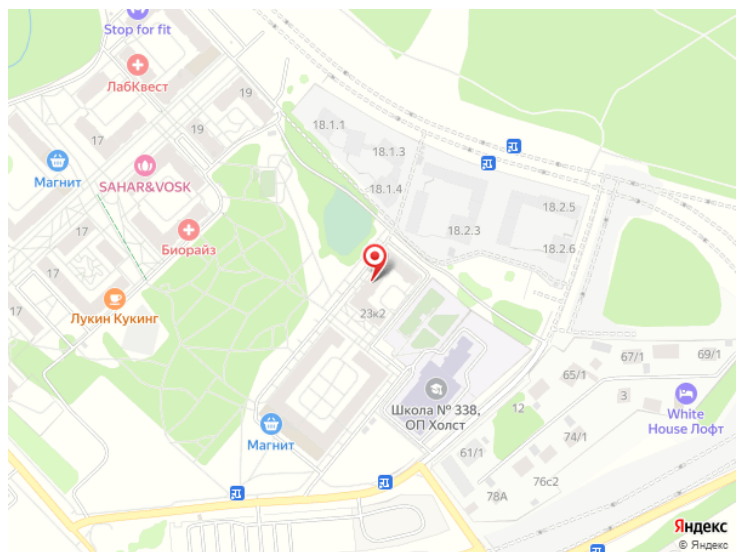 Stop for fit
ЛабКвест
19
18.1.1
17
19
18.1.3
Магнит
SAHAR&VOSK
18.1.4
18.2.5
17
18.2.3
Биорайз
18.2.6
17
Лукин Кукинг
23к2
67/1
69/1
65/1
Школа № 338,
ОП Холст
3
12
White
House Лофт
Магнит
74/1
61/1
76с2
78А
Яндекс
© Яндекс